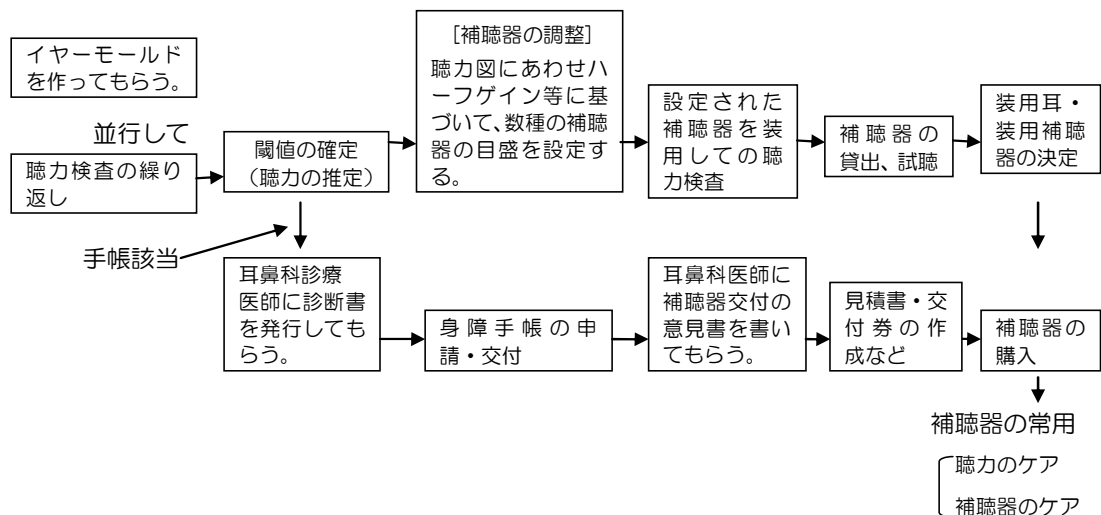 イヤーモールド
を作ってもらう。
並行して
聴力検査の繰り
返し
閾値の確定
（聴力の推定）
［補聴器の調整］
聴力図にあわせハ
ーフゲイン等に基
づいて、数種の補聴
器の目盛を設定す
る。
設定された
補聴器を装
用しての聴
力検査
補聴器の
貸出、試聴
装用耳・
装用補聴
器の決定
手帳該当
耳鼻科診療
医師に診断書
を発行しても
らう。
身障手帳の申
請・交付
耳鼻科医師に
補聴器交付の
意見書を書い
てもらう。
見積書・交
付券の作
成など
補聴器の
購入
補聴器の常用
聴力のケア
補聴器のケア